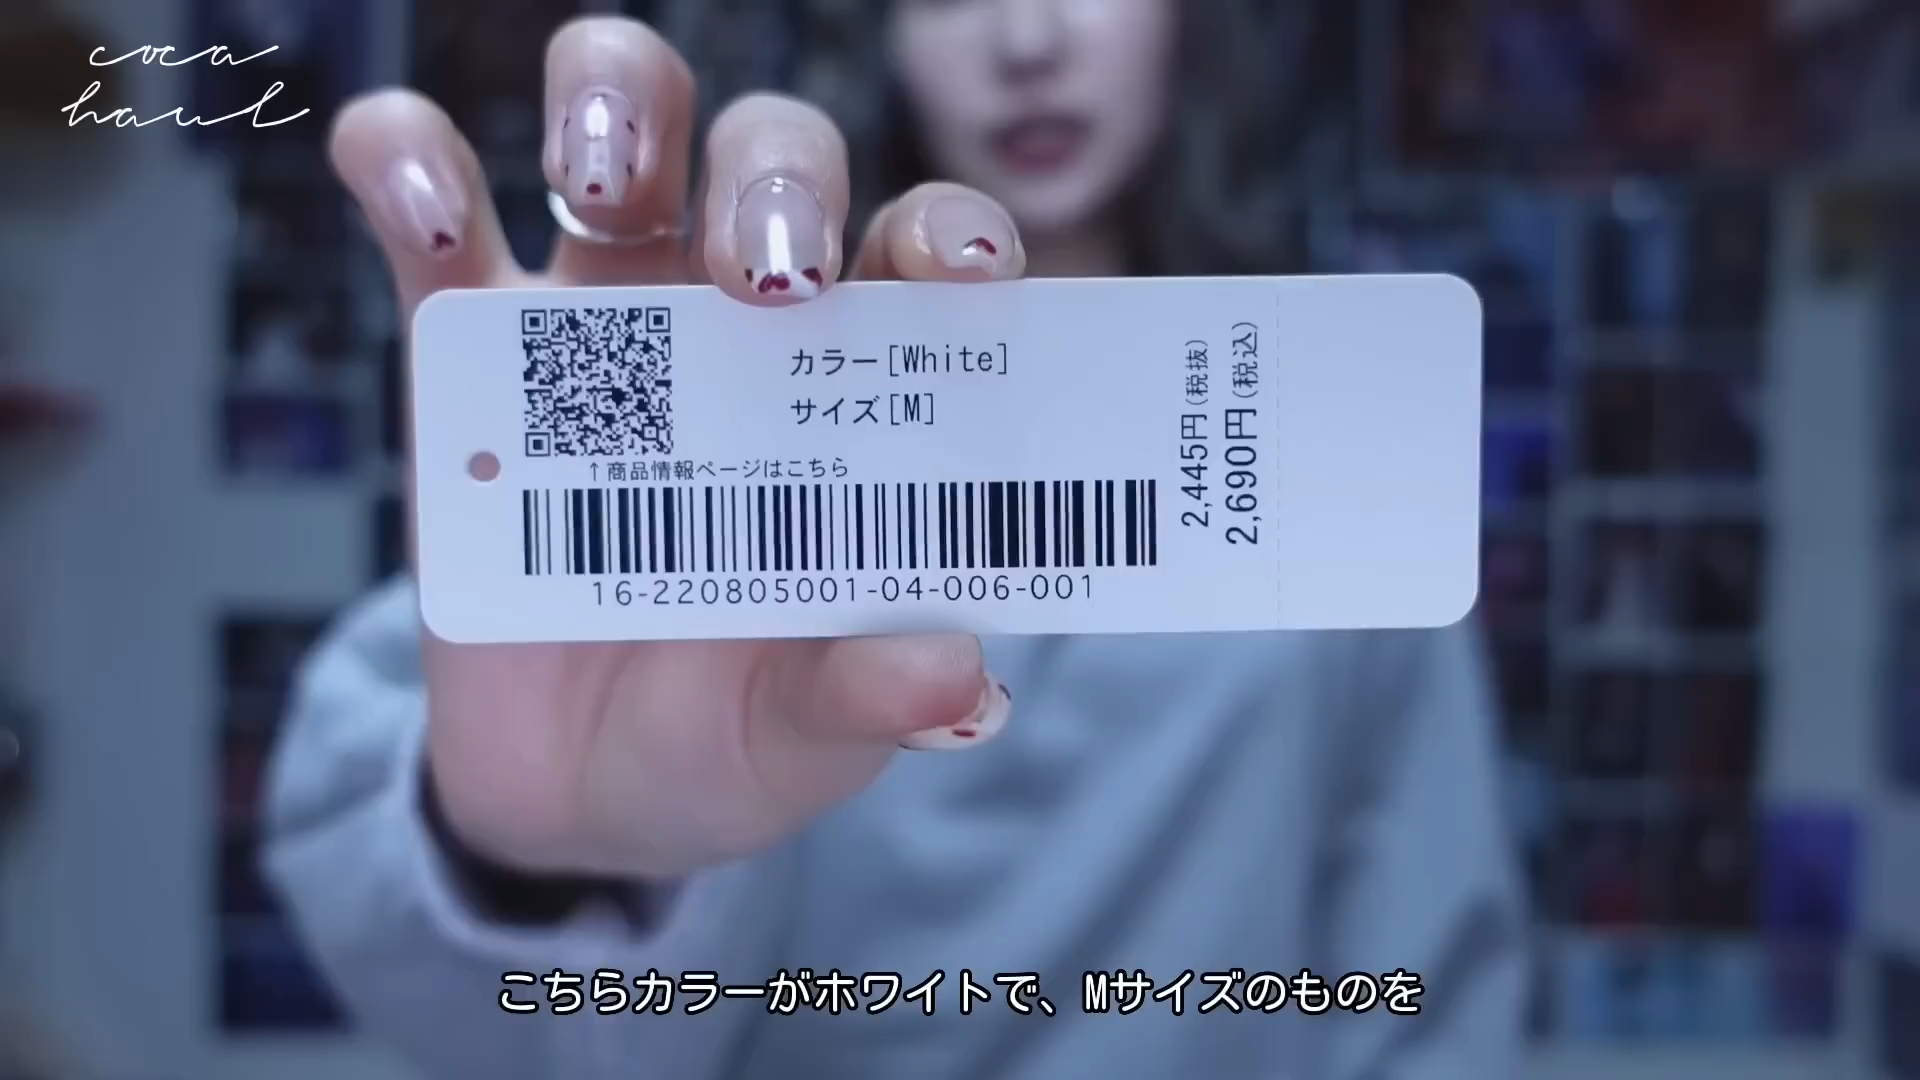 coca
haul
カラー[White]
サイズ[M]
↑商品情報ページはこちら
16-220805001-04-006-001
2,445円(税抜)
2,690円(税込)
こちらカラーがホワイトで、Mサイズのものを